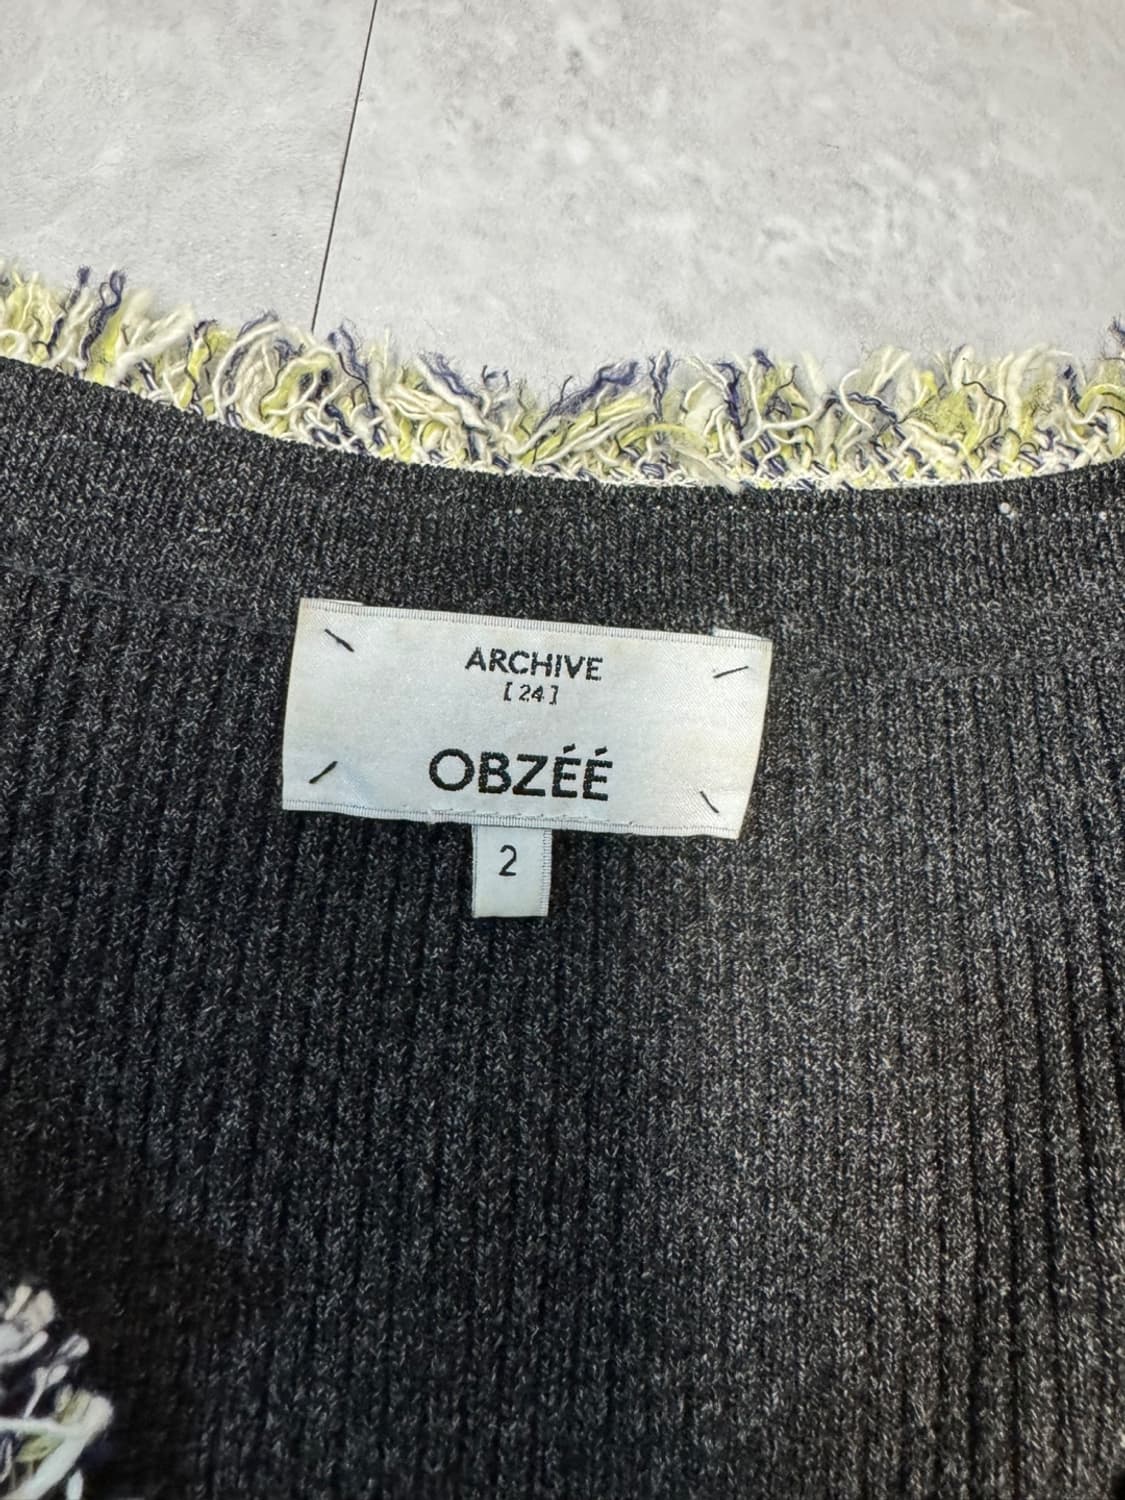 ARCHIVE
[24]
OBZÉÉ
2